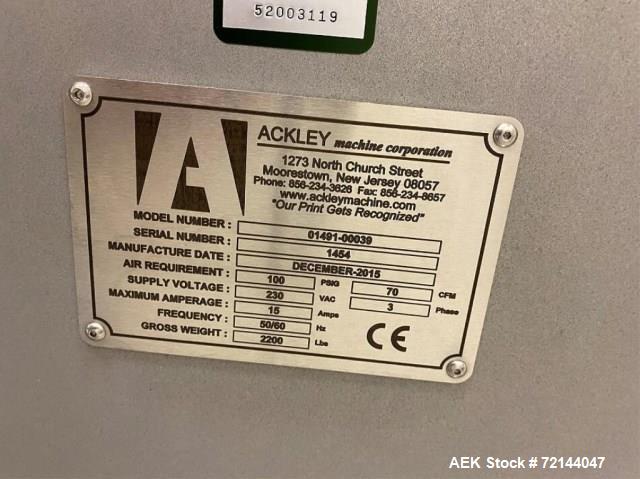 52003119
A
ACKLEY machine corporation
1273 North Church Street
Moorestown, New Jersey 08057
Phone: 856-234-3626 Fax: 856-234-8657
www.ackleymachine.com
"Our Print Gets Recognized"
MODEL NUMBER : 01491-00039
SERIAL NUMBER : 1454
MANUFACTURE DATE : DECEMBER-2015
AIR REQUIREMENT : 100 PSIG 70 CFM
SUPPLY VOLTAGE : 230 VAC 3 Phase
MAXIMUM AMPERAGE : 15 Amps
FREQUENCY : 50/60 Hz
GROSS WEIGHT : 2200 Lbs
CE
AEK Stock # 72144047